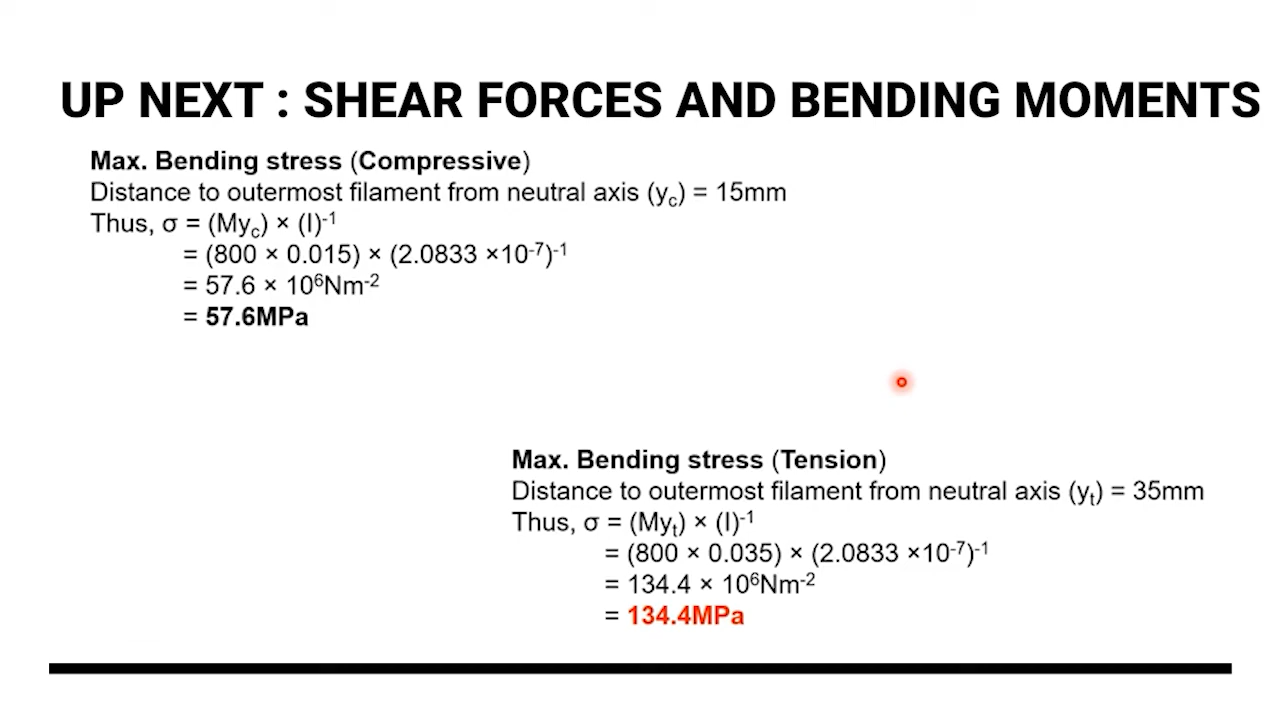 UP NEXT : SHEAR FORCES AND BENDING MOMENTS
Max. Bending stress (Compressive)
Distance to outermost filament from neutral axis (y_c) = 15mm
Thus, σ = (My_c) × (I)⁻¹
= (800 × 0.015) × (2.0833 ×10⁻⁷)⁻¹
= 57.6 × 10⁶Nm⁻²
= 57.6MPa
Max. Bending stress (Tension)
Distance to outermost filament from neutral axis (yₜ) = 35mm
Thus, σ = (Myₜ) × (I)⁻¹
= (800 × 0.035) × (2.0833 ×10⁻⁷)⁻¹
= 134.4 × 10⁶Nm⁻²
= 134.4MPa